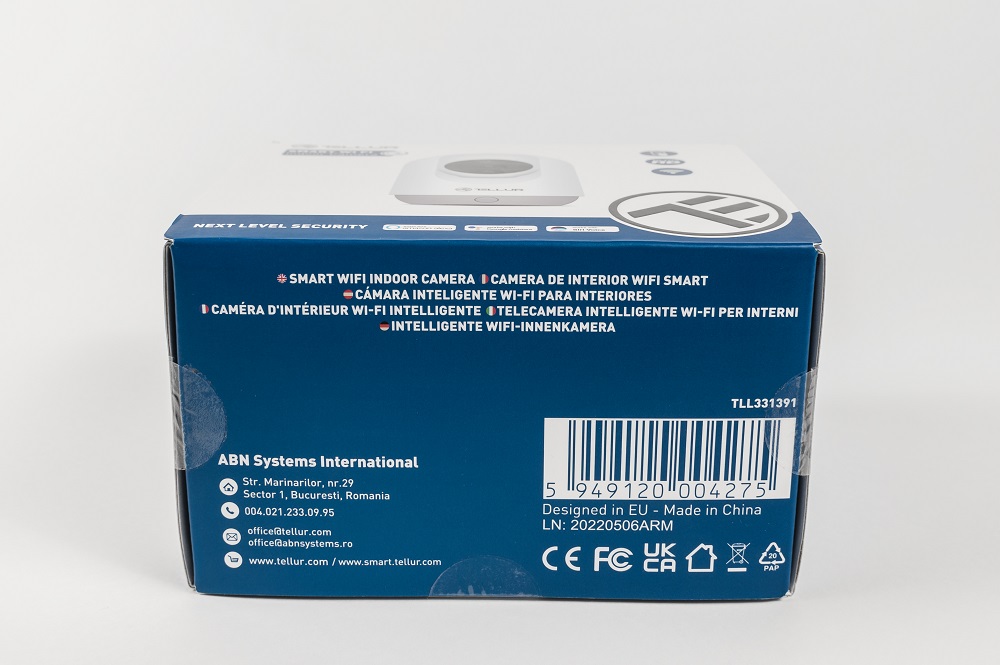 TELLUR
NEXT LEVEL SECURITY
SMART WIFI INDOOR CAMERA CAMERA DE INTERIOR WIFI SMART
CÁMARA INTELIGENTE WI-FI PARA INTERIORES
CAMÉRA D'INTÉRIEUR WI-FI INTELLIGENTE TELECAMERA INTELLIGENTE WI-FI PER INTERNI
INTELLIGENTE WIFI-INNENKAMERA
TLL331391
5 949120 004275
Designed in EU - Made in China
LN: 20220506ARM
ABN Systems International
Str. Marinarilor, nr.29
Sector 1, Bucuresti, Romania
004.021.233.09.95
office@tellur.com
office@abnsystems.ro
www.tellur.com / www.smart.tellur.com
CE FC UK CA 20 PAP